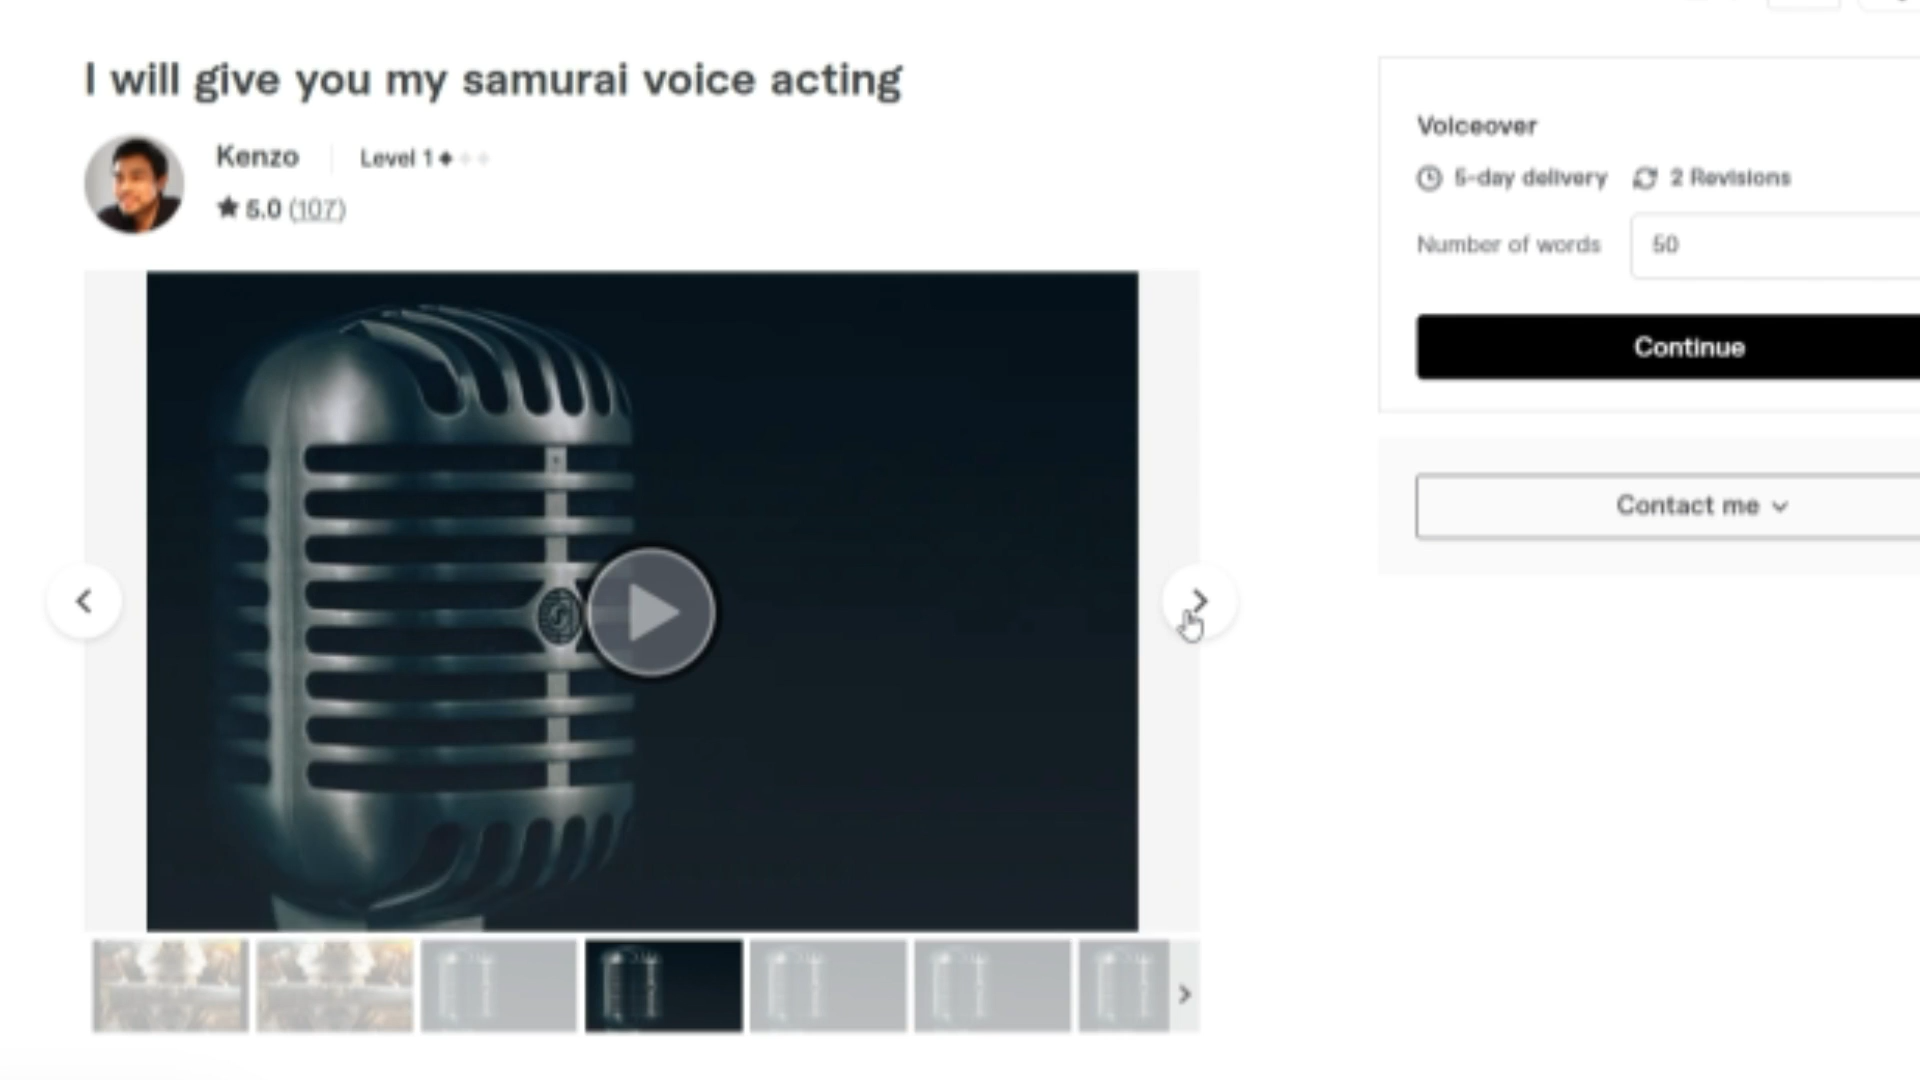 I will give you my samurai voice acting
Kenzo
Level 1
5.0 (107)
Voiceover
5-day delivery
2 Revisions
Number of words
50
Continue
Contact me